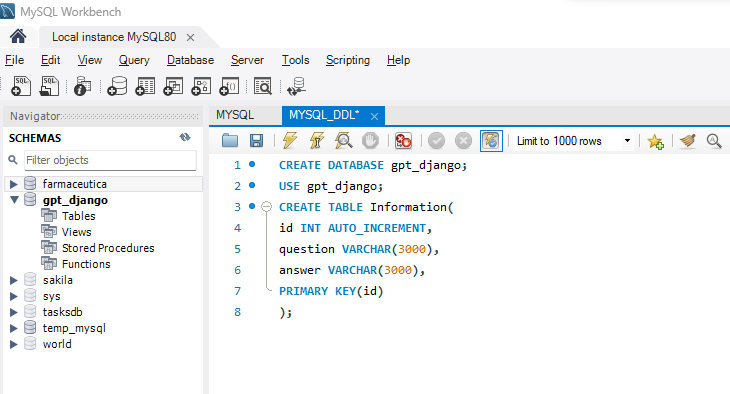 MySQL Workbench
Local instance MySQL80
File Edit View Query Database Server Tools Scripting Help
SQL SQL
Navigator
SCHEMAS
Filter objects
farmaceutica
gpt_django
Tables
Views
Stored Procedures
Functions
sakila
sys
tasksdb
temp_mysql
world
MYSQL MYSQL_DDL*
Limit to 1000 rows
1 CREATE DATABASE gpt_django;
2 USE gpt_django;
3 CREATE TABLE Information(
4 id INT AUTO_INCREMENT,
5 question VARCHAR(3000),
6 answer VARCHAR(3000),
7 PRIMARY KEY(id)
8 );